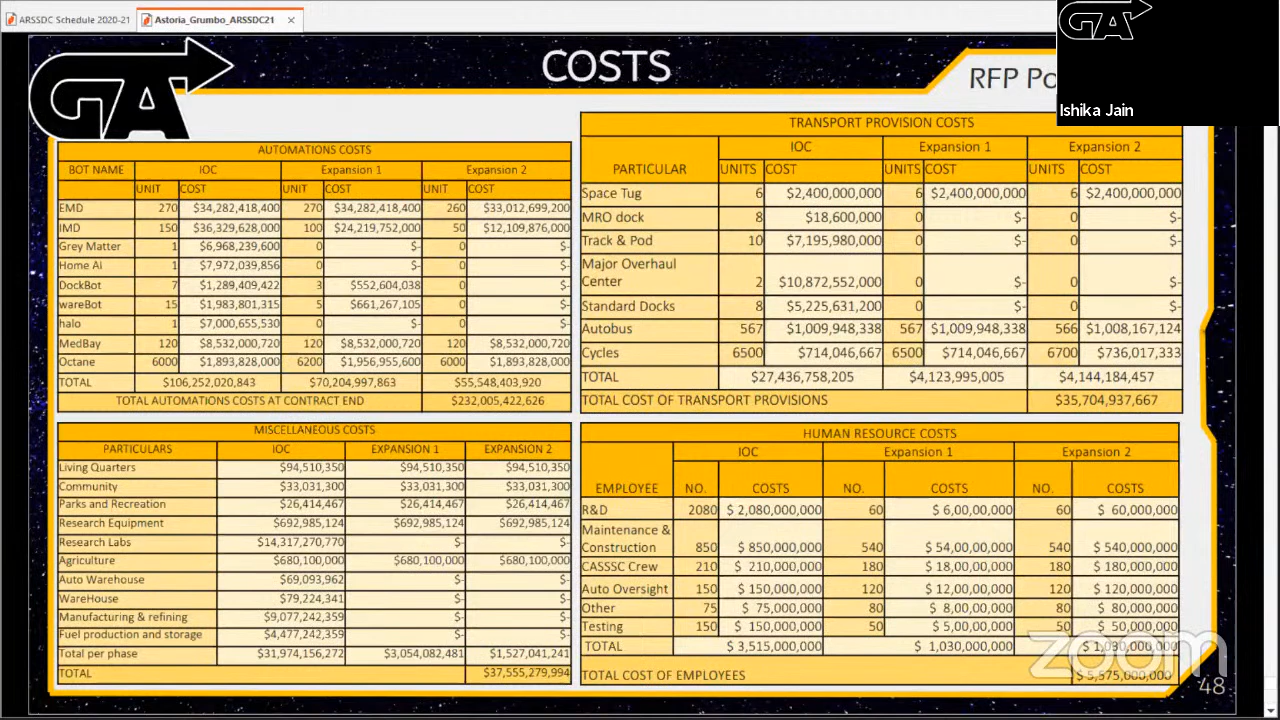 ARSSDC Schedule 2020-21
Astoria_Grumbo_ARSSDC21 ×
GA
COSTS
RFP Po
GA
Ishika Jain
AUTOMATIONS COSTS
BOT NAME IOC Expansion 1 Expansion 2
UNIT COST UNIT COST UNIT COST
EMD 270 $34,282,418,400 270 $34,282,418,400 260 $33,012,699,200
IMD 150 $36,329,628,000 100 $24,219,752,000 50 $12,109,876,000
Grey Matter 1 $6,968,239,600 0 $- 0 $-
Home Ai 1 $7,972,039,856 0 $- 0 $-
DockBot 7 $1,289,409,422 3 $552,604,038 0 $-
wareBot 15 $1,983,801,315 5 $661,267,105 0 $-
halo 1 $7,000,655,530 0 $- 0 $-
MedBay 120 $8,532,000,720 120 $8,532,000,720 120 $8,532,000,720
Octane 6000 $1,893,828,000 6200 $1,956,955,600 6000 $1,893,828,000
TOTAL $106,252,020,843 $70,204,997,863 $55,548,403,920
TOTAL AUTOMATIONS COSTS AT CONTRACT END $232,005,422,626
TRANSPORT PROVISION COSTS
PARTICULAR IOC Expansion 1 Expansion 2
UNITS COST UNITS COST UNITS COST
Space Tug 6 $2,400,000,000 6 $2,400,000,000 6 $2,400,000,000
MRO dock 8 $18,600,000 0 $- 0 $-
Track & Pod 10 $7,195,980,000 0 $- 0 $-
Major Overhaul
Center 2 $10,872,552,000 0 $- 0 $-
Standard Docks 8 $5,225,631,200 0 $- 0 $-
Autobus 567 $1,009,948,338 567 $1,009,948,338 566 $1,008,167,124
Cycles 6500 $714,046,667 6500 $714,046,667 6700 $736,017,333
TOTAL $27,436,758,205 $4,123,995,005 $4,144,184,457
TOTAL COST OF TRANSPORT PROVISIONS $35,704,937,667
MISCELLANEOUS COSTS
PARTICULARS IOC EXPANSION 1 EXPANSION 2
Living Quarters $94,510,350 $94,510,350 $94,510,350
Community $33,031,300 $33,031,300 $33,031,300
Parks and Recreation $26,414,467 $26,414,467 $26,414,467
Research Equipment $692,985,124 $692,985,124 $692,985,124
Research Labs $14,317,270,770 $- $-
Agriculture $680,100,000 $680,100,000 $680,100,000
Auto Warehouse $69,093,962 $- $-
WareHouse $79,224,341 $- $-
Manufacturing & refining $9,077,242,359 $- $-
Fuel production and storage $4,477,242,359 $- $-
Total per phase $31,974,156,272 $3,054,082,481 $1,527,041,241
TOTAL $37,555,279,994
HUMAN RESOURCE COSTS
EMPLOYEE IOC Expansion 1 Expansion 2
NO. COSTS NO. COSTS NO. COSTS
R&D 2080 $ 2,080,000,000 60 $ 6,00,00,000 60 $ 60,000,000
Maintenance &
Construction 850 $ 850,000,000 540 $ 54,00,00,000 540 $ 540,000,000
CASSSC Crew 210 $ 210,000,000 180 $ 18,00,00,000 180 $ 180,000,000
Auto Oversight 150 $ 150,000,000 120 $ 12,00,00,000 120 $ 120,000,000
Other 75 $ 75,000,000 80 $ 8,00,00,000 80 $ 80,000,000
Testing 150 $ 150,000,000 50 $ 5,00,00,000 50 $ 50,000,000
TOTAL $ 3,515,000,000 $ 1,030,000,000 $ 1,030,000,000
TOTAL COST OF EMPLOYEES $ 5,575,000,000
zoom
48